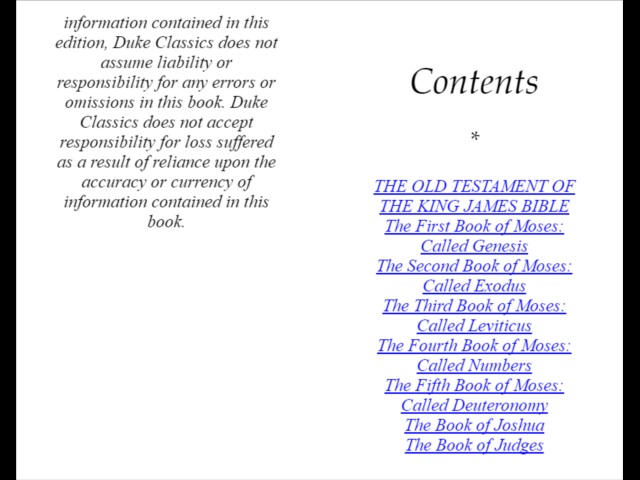 information contained in this
edition, Duke Classics does not
assume liability or
responsibility for any errors or
omissions in this book. Duke
Classics does not accept
responsibility for loss suffered
as a result of reliance upon the
accuracy or currency of
information contained in this
book.
Contents
*
THE OLD TESTAMENT OF
THE KING JAMES BIBLE
The First Book of Moses:
Called Genesis
The Second Book of Moses:
Called Exodus
The Third Book of Moses:
Called Leviticus
The Fourth Book of Moses:
Called Numbers
The Fifth Book of Moses:
Called Deuteronomy
The Book of Joshua
The Book of Judges